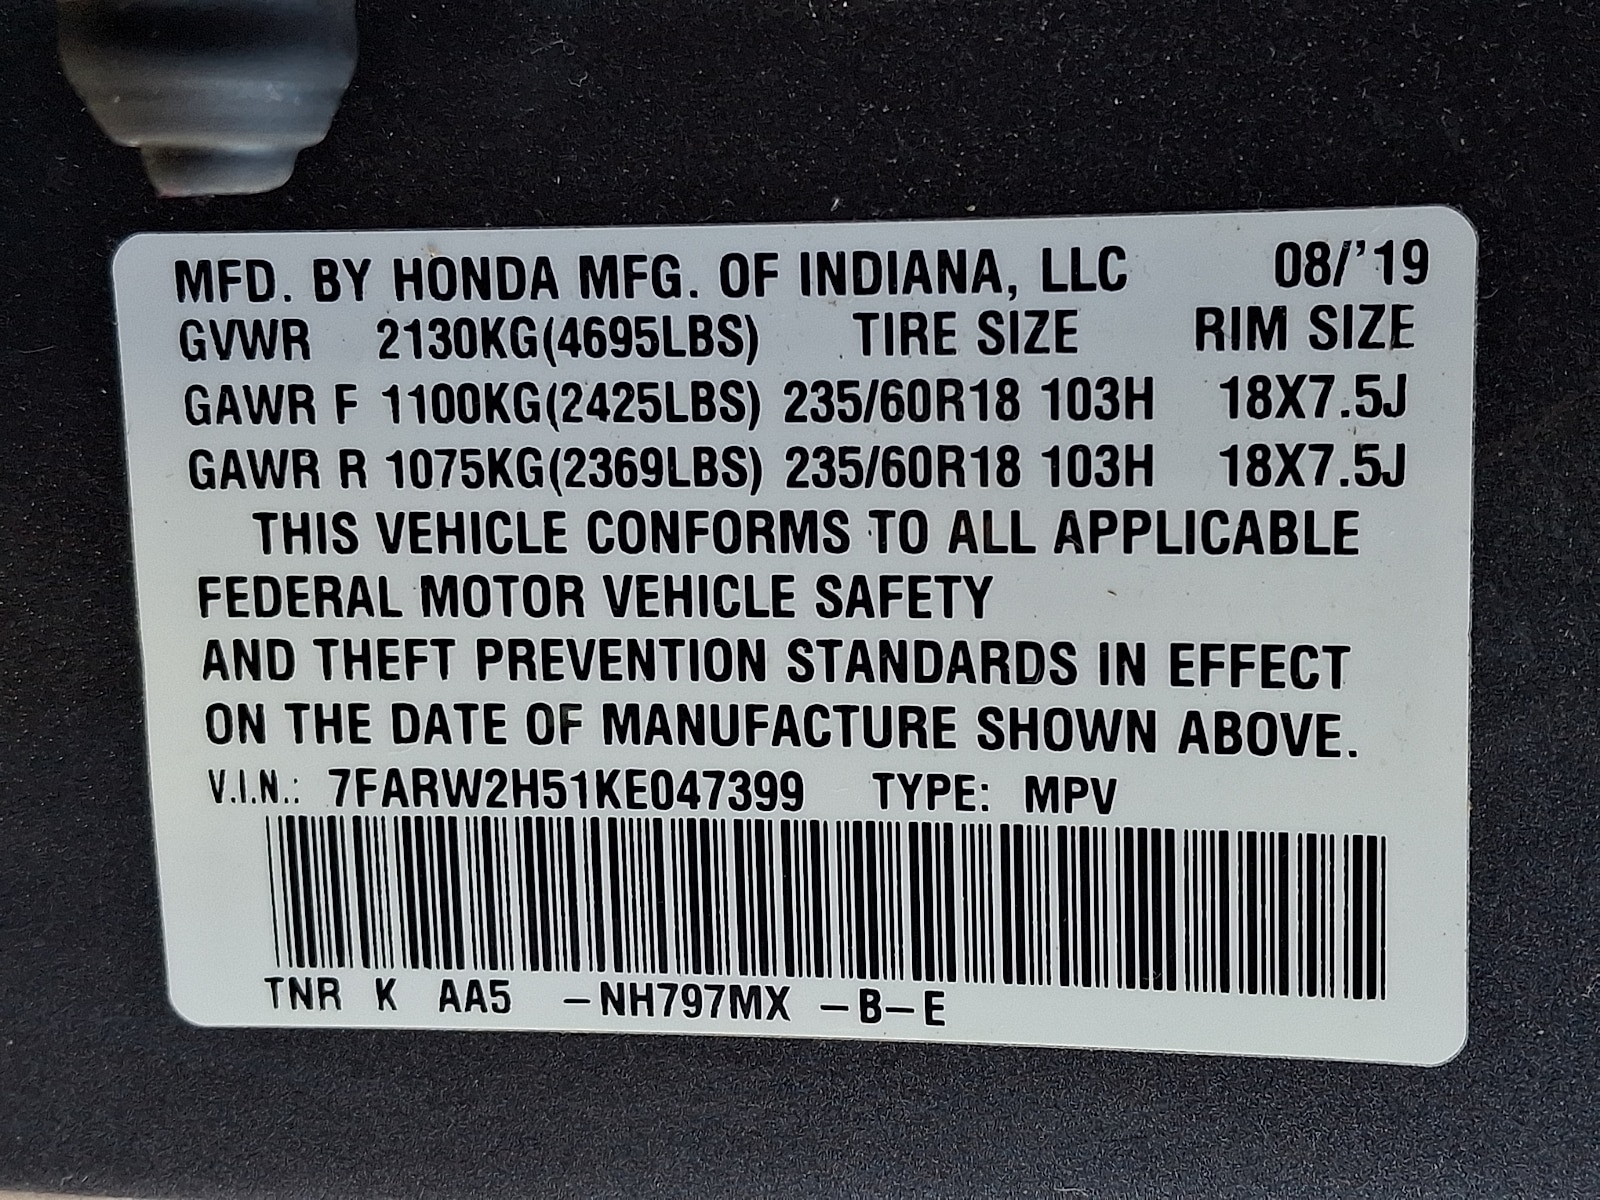 MFD. BY HONDA MFG. OF INDIANA, LLC 08/'19
GVWR 2130KG(4695LBS) TIRE SIZE RIM SIZE
GAWR F 1100KG(2425LBS) 235/60R18 103H 18X7.5J
GAWR R 1075KG(2369LBS) 235/60R18 103H 18X7.5J
THIS VEHICLE CONFORMS TO ALL APPLICABLE
FEDERAL MOTOR VEHICLE SAFETY
AND THEFT PREVENTION STANDARDS IN EFFECT
ON THE DATE OF MANUFACTURE SHOWN ABOVE.
V.I.N.: 7FARW2H51KE047399 TYPE: MPV
TNR K AA5 –NH797MX –B–E